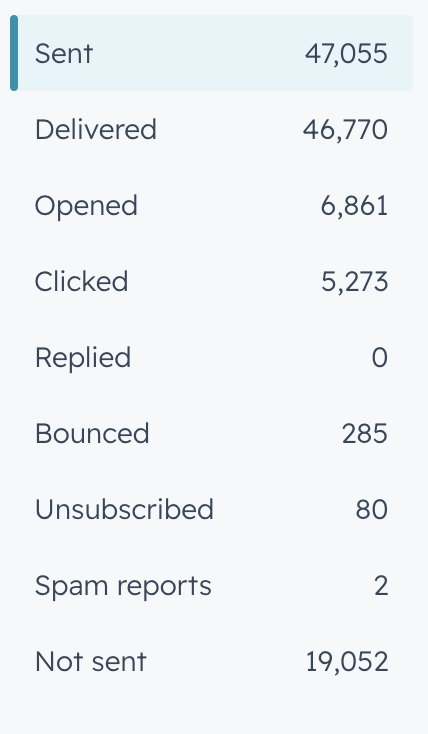 Sent 47,055
Delivered 46,770
Opened 6,861
Clicked 5,273
Replied 0
Bounced 285
Unsubscribed 80
Spam reports 2
Not sent 19,052